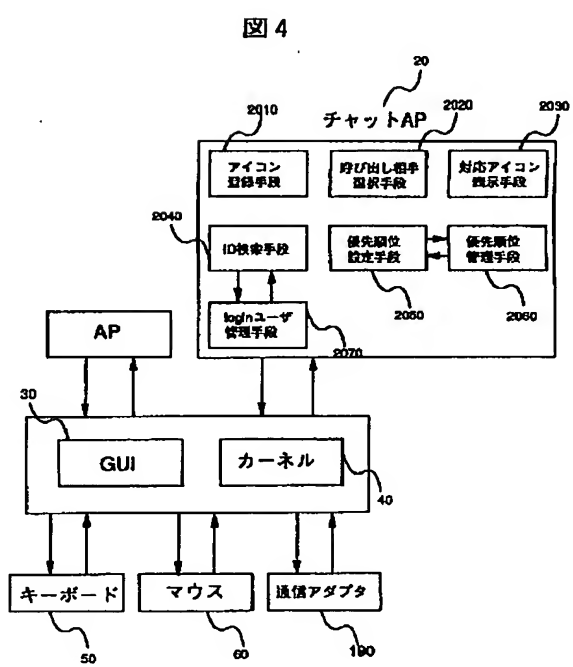 図4
20
チャットAP
2010
2020
2030
アイコン
登録手段
呼び出し相手
選択手段
対応アイコン
表示手段
2040
ID検索手段
優先順位
設定手段
優先順位
管理手段
2050
2060
loginユーザ
管理手段
2070
AP
30
GUI
カーネル
40
キーボード
マウス
通信アダプタ
50
60
190